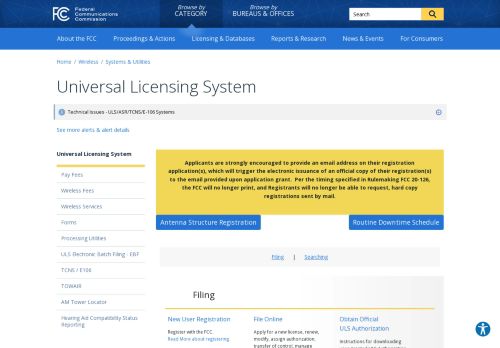 FCC Federal
Communications
Commission
Browse by
CATEGORY
Browse by
BUREAUS & OFFICES
Search
About the FCC
Proceedings & Actions
Licensing & Databases
Reports & Research
News & Events
For Consumers
Home / Wireless / Systems & Utilities
Universal Licensing System
Technical Issues - ULS/ASR/TCNS/E-106 Systems
See more alerts & alert details
Universal Licensing System
Pay Fees
Wireless Fees
Wireless Services
Forms
Processing Utilities
ULS Electronic Batch Filing - EBF
TCNS / E106
TOWAIR
AM Tower Locator
Hearing Aid Compatibility Status
Reporting
Applicants are strongly encouraged to provide an email address on their registration
application(s), which will trigger the electronic issuance of an official copy of their registration(s)
to the email provided upon application grant. Per the timing specified in Rulemaking FCC 20-126,
the FCC will no longer print, and Registrants will no longer be able to request, hard copy
registrations sent by mail.
Antenna Structure Registration
Routine Downtime Schedule
Filing | Searching
Filing
New User Registration
Register with the FCC.
Read More about registering.
File Online
Apply for a new license, renew,
modify, assign authorization,
transfer of control, manage
Obtain Official
ULS Authorization
Instructions for downloading